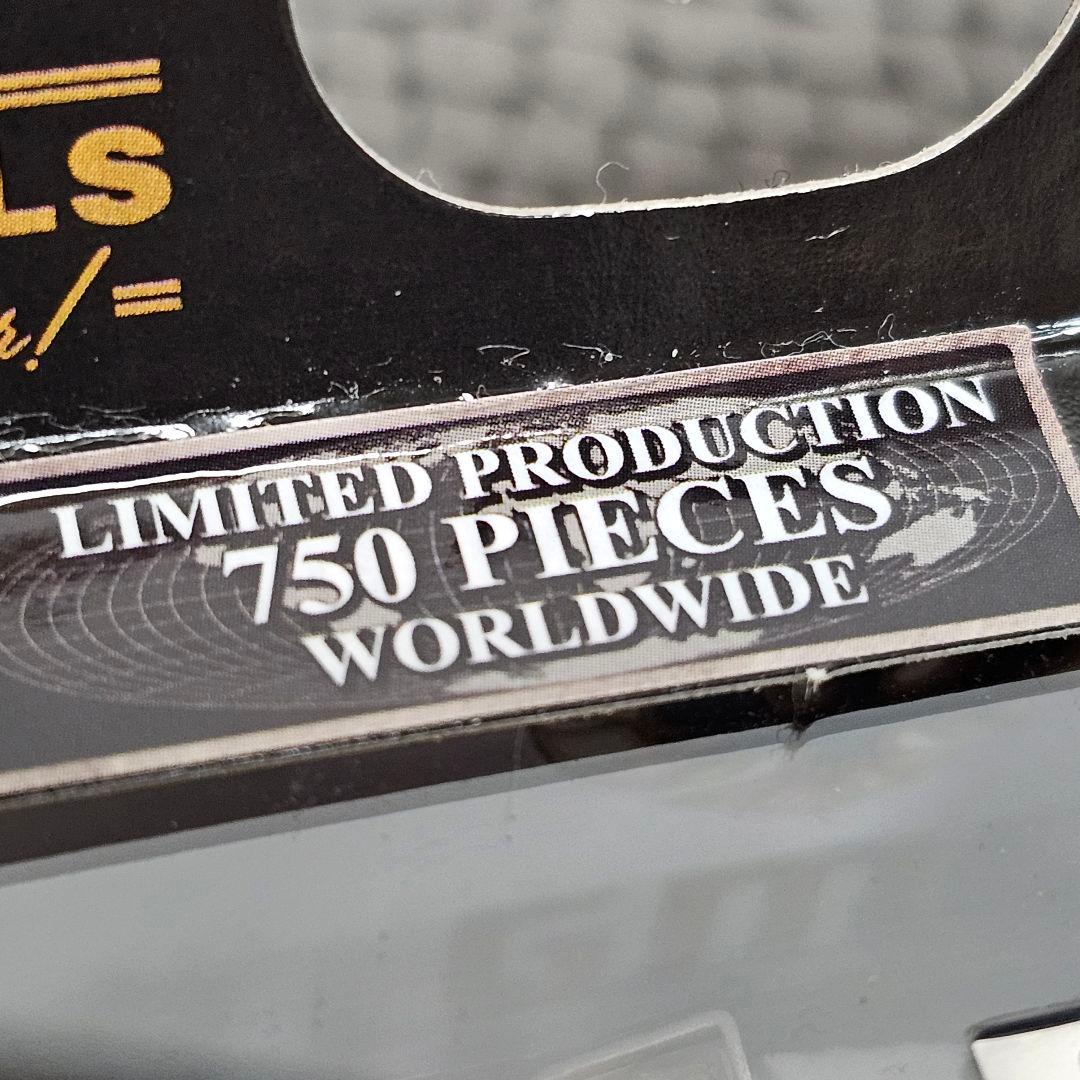 LS
r!
LIMITED PRODUCTION
750 PIECES
WORLDWIDE